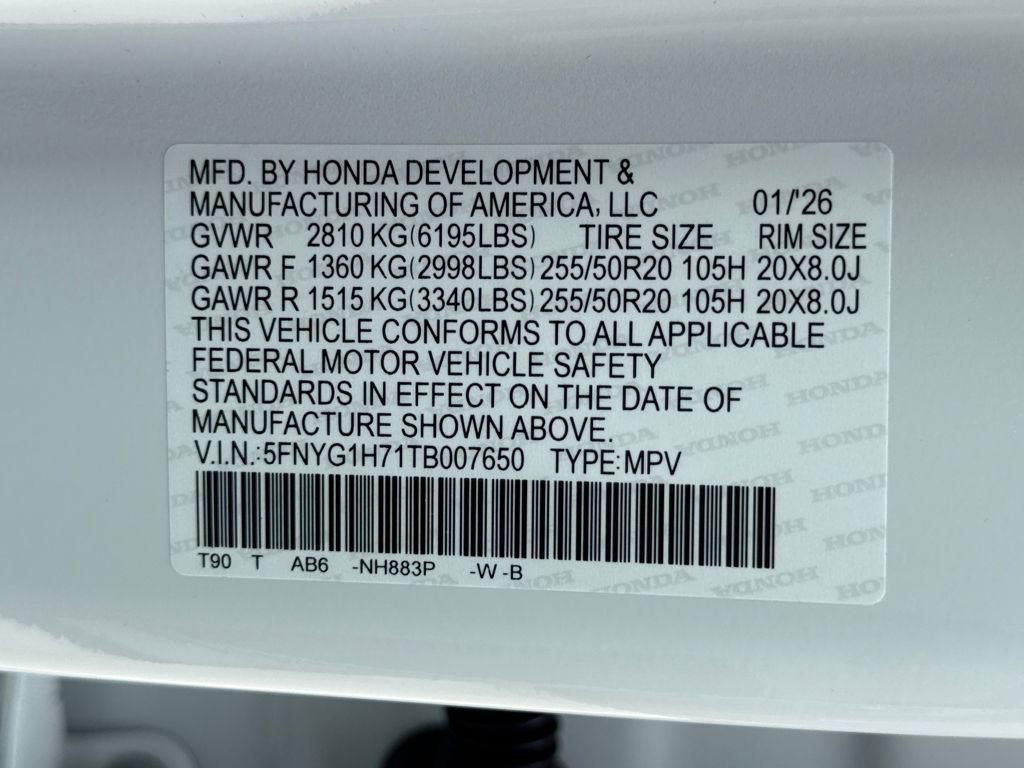 MFD. BY HONDA DEVELOPMENT &
MANUFACTURING OF AMERICA, LLC 01/'26
GVWR 2810 KG(6195LBS) TIRE SIZE RIM SIZE
GAWR F 1360 KG(2998LBS) 255/50R20 105H 20X8.0J
GAWR R 1515 KG(3340LBS) 255/50R20 105H 20X8.0J
THIS VEHICLE CONFORMS TO ALL APPLICABLE
FEDERAL MOTOR VEHICLE SAFETY
STANDARDS IN EFFECT ON THE DATE OF
MANUFACTURE SHOWN ABOVE.
V.I.N.:5FNYG1H71TB007650 TYPE:MPV
T90 T AB6 -NH883P -W -B